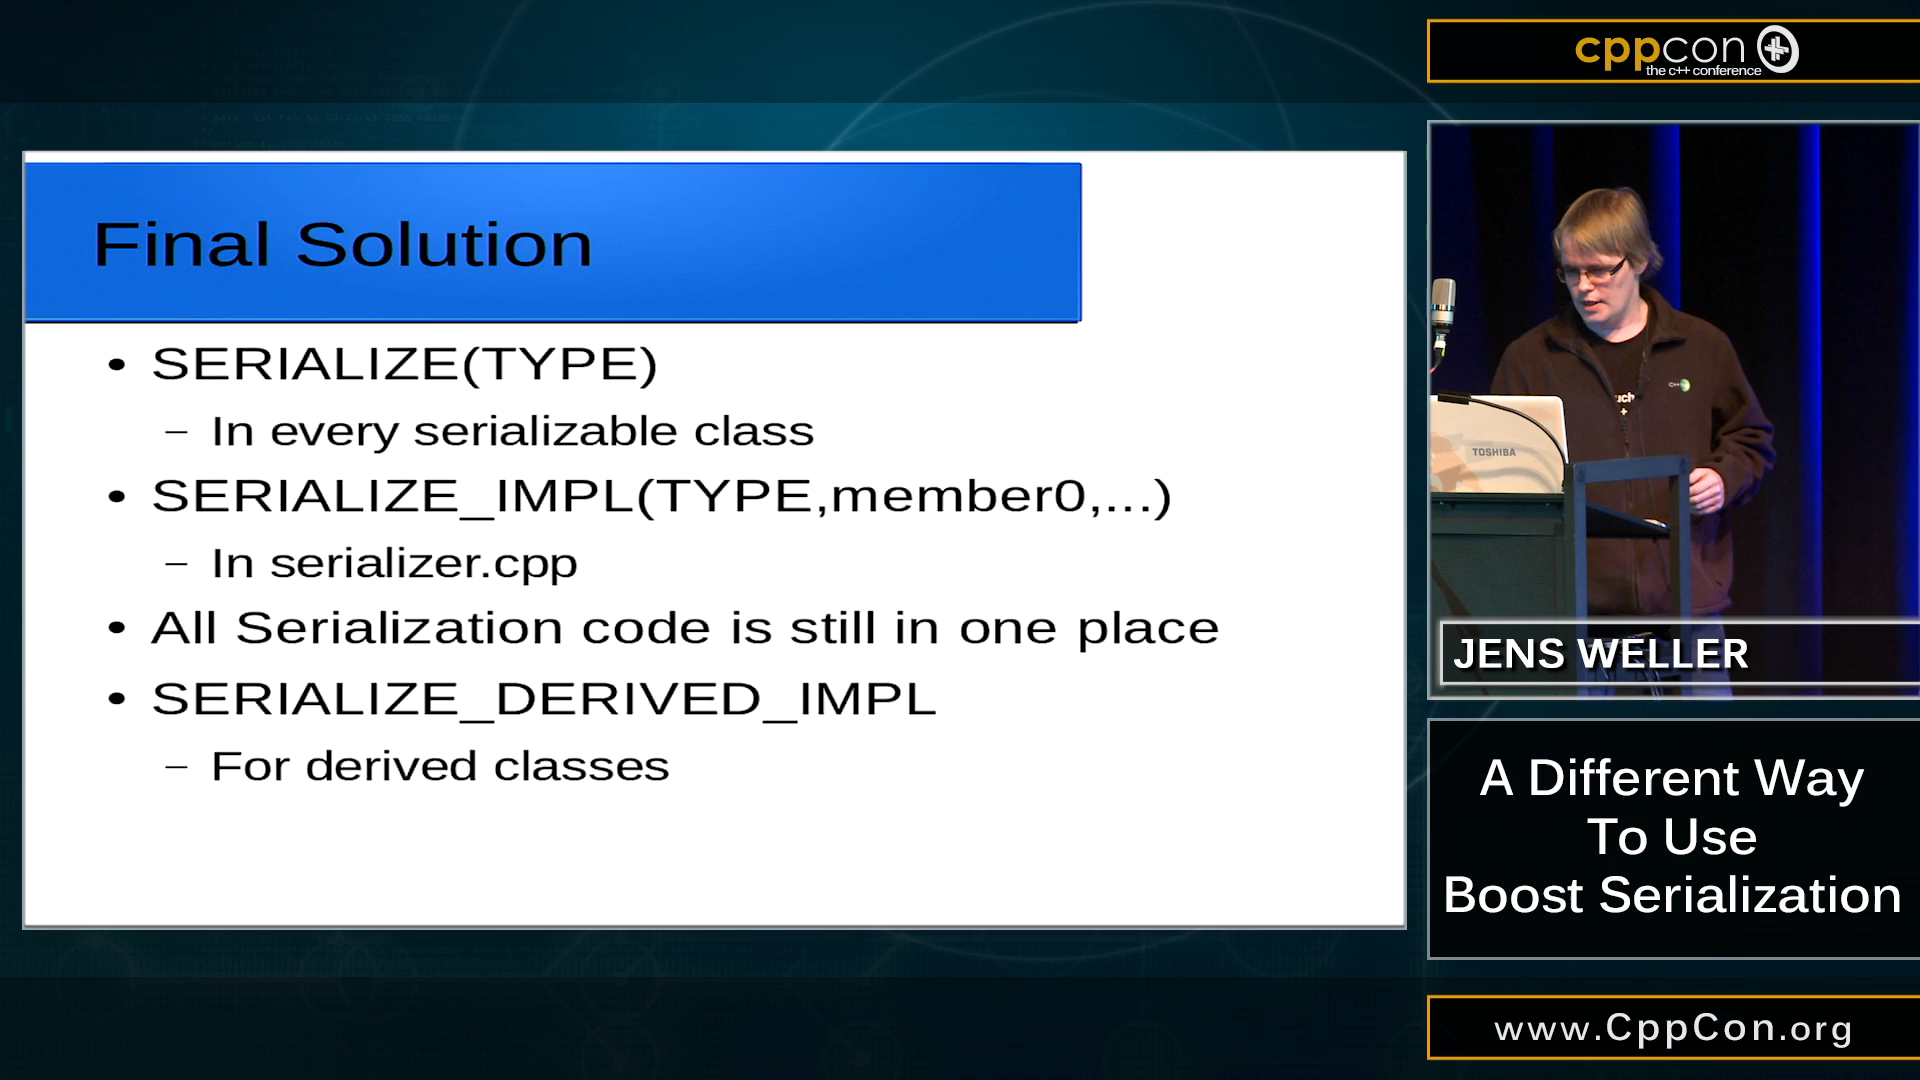 cppcon
the c++ conference
Final Solution
• SERIALIZE(TYPE)
– In every serializable class
• SERIALIZE_IMPL(TYPE,member0,...)
– In serializer.cpp
• All Serialization code is still in one place
• SERIALIZE_DERIVED_IMPL
– For derived classes
C++
TOSHIBA
JENS WELLER
A Different Way
To Use
Boost Serialization
www.CppCon.org